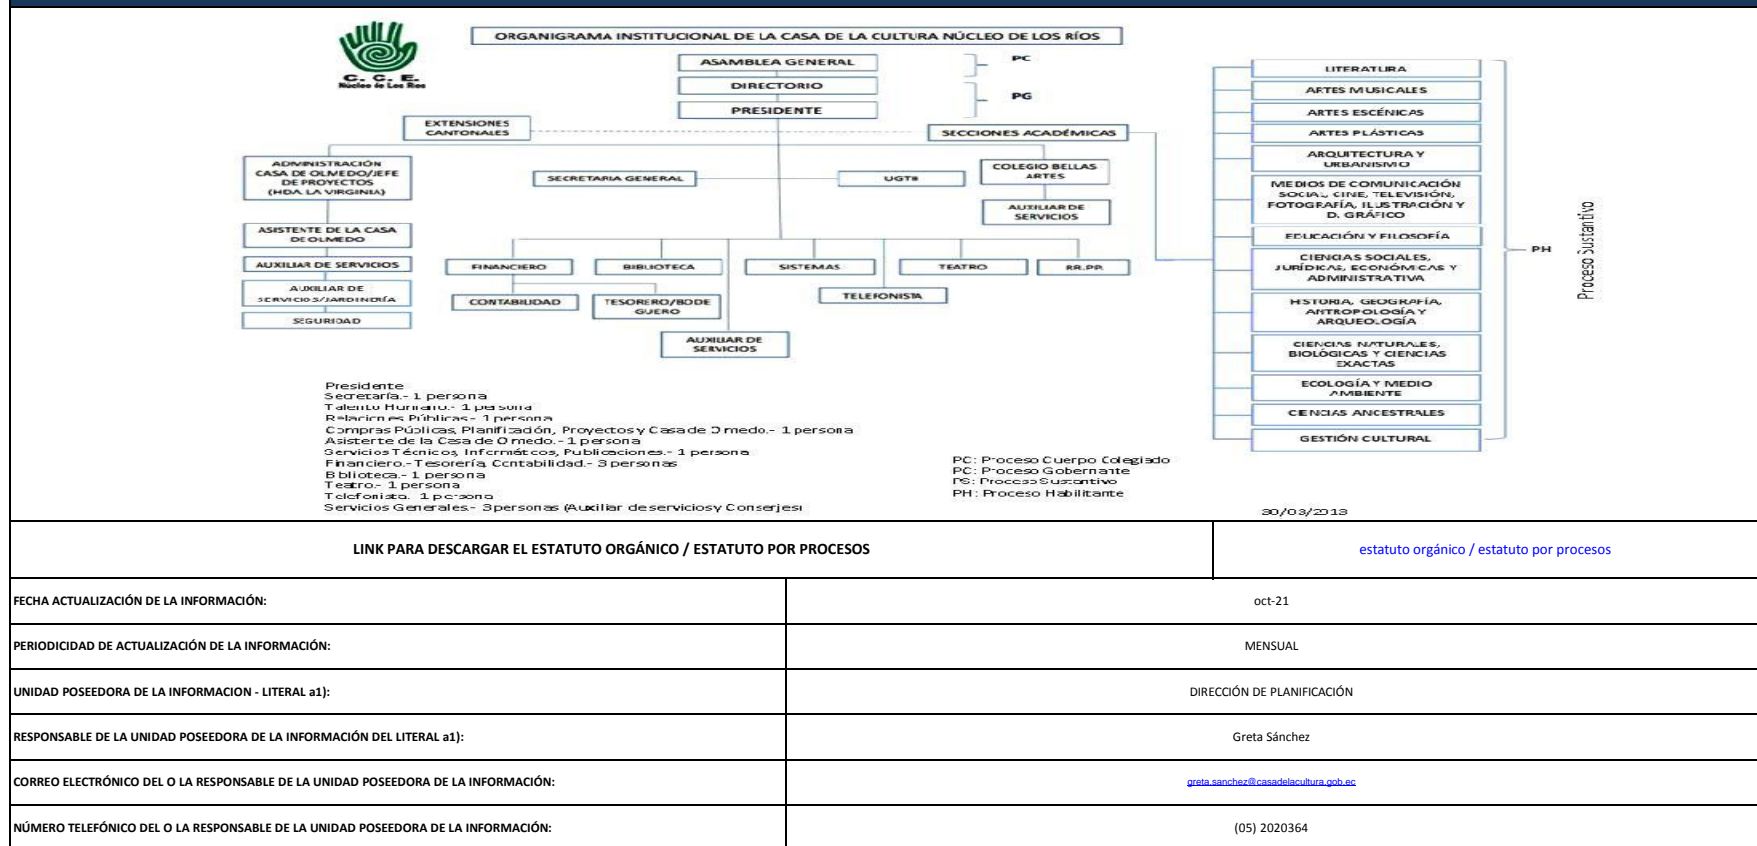 ORGANIGRAMA INSTITUCIONAL DE LA CASA DE LA CULTURA NÚCLEO DE LOS RÍOS
C. C. E.
Núcleo de Los Ríos
ASAMBLEA GENERAL
PC
DIRECTORIO
PG
PRESIDENTE
EXTENSIONES
CANTONALES
SECCIONES ACADÉMICAS
ADMINISTRACIÓN
CASA DE OLMEDO/JEFE
DE PROYECTOS
(HDA. LA VIRGINIA)
SECRETARIA GENERAL
UGTH
COLEGIO BELLAS
ARTES
AUXILIAR DE
SERVICIOS
ASISTENTE DE LA CASA
DE OLMEDO
AUXILIAR DE SERVICIOS
AUXILIAR DE
SERVICIOS/JARDINERÍA
SEGURIDAD
FINANCIERO
BIBLIOTECA
SISTEMAS
TEATRO
RR.PP.
CONTABILIDAD
TESORERO/BODE
GUERO
TELEFONISTA
AUXILIAR DE
SERVICIOS
LITERATURA
ARTES MUSICALES
ARTES ESCÉNICAS
ARTES PLÁSTICAS
ARQUITECTURA Y
URBANISMO
MEDIOS DE COMUNICACIÓN
SOCIAL, CINE, TELEVISIÓN,
FOTOGRAFÍA, ILUSTRACIÓN Y
D. GRÁFICO
EDUCACIÓN Y FILOSOFÍA
CIENCIAS SOCIALES,
JURÍDICAS, ECONÓMICAS Y
ADMINISTRATIVA
HISTORIA, GEOGRAFÍA,
ANTROPOLOGÍA Y
ARQUEOLOGÍA
CIENCIAS NATURALES,
BIOLÓGICAS Y CIENCIAS
EXACTAS
ECOLOGÍA Y MEDIO
AMBIENTE
CIENCIAS ANCESTRALES
GESTIÓN CULTURAL
PH
Proceso Sustantivo
Presidente
Secretaría.- 1 persona
Talento Humano.- 1 persona
Relaciones Públicas.- 1 persona
Compras Públicas, Planificación, Proyectos y Casa de Olmedo.- 1 persona
Asistente de la Casa de Olmedo.- 1 persona
Servicios Técnicos, Informáticos, Publicaciones.- 1 persona
Financiero.- Tesorería, Contabilidad.- 3 personas
Biblioteca.- 1 persona
Teatro.- 1 persona
Telefonista. 1 persona
Servicios Generales.- 3 personas (Auxiliar de servicios y Conserjes)
PC: Proceso Cuerpo Colegiado
PC: Proceso Gobernante
PS: Proceso Sustantivo
PH: Proceso Habilitante
30/03/2013
LINK PARA DESCARGAR EL ESTATUTO ORGÁNICO / ESTATUTO POR PROCESOS
estatuto orgánico / estatuto por procesos
FECHA ACTUALIZACIÓN DE LA INFORMACIÓN:
oct-21
PERIODICIDAD DE ACTUALIZACIÓN DE LA INFORMACIÓN:
MENSUAL
UNIDAD POSEEDORA DE LA INFORMACION - LITERAL a1):
DIRECCIÓN DE PLANIFICACIÓN
RESPONSABLE DE LA UNIDAD POSEEDORA DE LA INFORMACIÓN DEL LITERAL a1):
Greta Sánchez
CORREO ELECTRÓNICO DEL O LA RESPONSABLE DE LA UNIDAD POSEEDORA DE LA INFORMACIÓN:
greta.sanchez@casadelacultura.gob.ec
NÚMERO TELEFÓNICO DEL O LA RESPONSABLE DE LA UNIDAD POSEEDORA DE LA INFORMACIÓN:
(05) 2020364